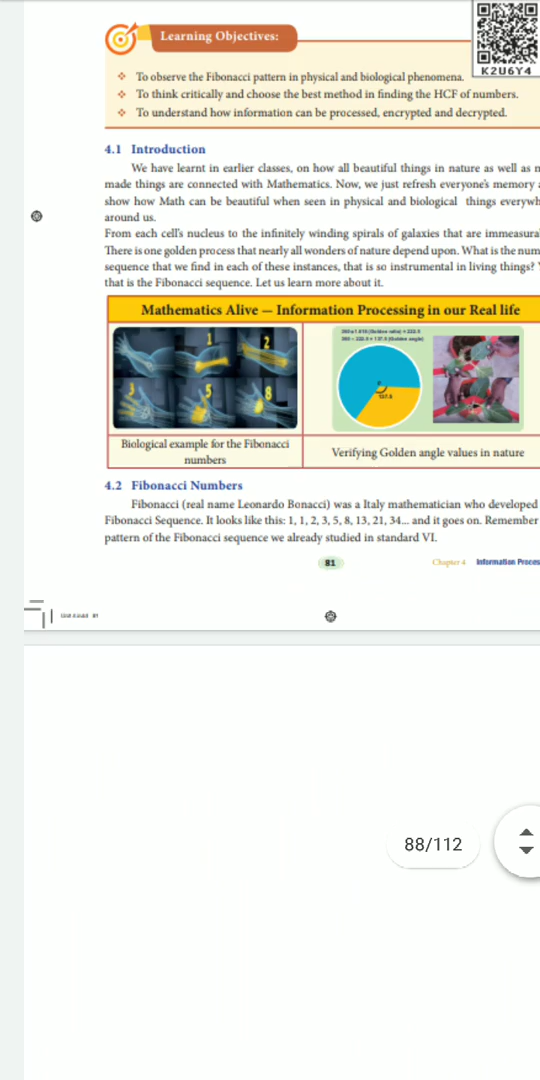 Learning Objectives:
K2U6Y4
To observe the Fibonacci pattern in physical and biological phenomena.
To think critically and choose the best method in finding the HCF of numbers.
To understand how information can be processed, encrypted and decrypted.
4.1 Introduction
We have learnt in earlier classes, on how all beautiful things in nature as well as
made things are connected with Mathematics. Now, we just refresh everyone's memory
show how Math can be beautiful when seen in physical and biological things
around us.
From each cell's nucleus to the infinitely winding spirals of galaxies that are
There is one golden process that nearly all wonders of nature depend upon. What is the
sequence that we find in each of these instances, that is so instrumental in living things?
that is the Fibonacci sequence. Let us learn more about it.
Mathematics Alive — Information Processing in our Real life
1
2
3
5
8
137.5
Biological example for the Fibonacci
numbers
Verifying Golden angle values in nature
4.2 Fibonacci Numbers
Fibonacci (real name Leonardo Bonacci) was a Italy mathematician who developed
Fibonacci Sequence. It looks like this: 1, 1, 2, 3, 5, 8, 13, 21, 34... and it goes on. Remember
pattern of the Fibonacci sequence we already studied in standard VI.
81
Chapter 4 Information
88/112